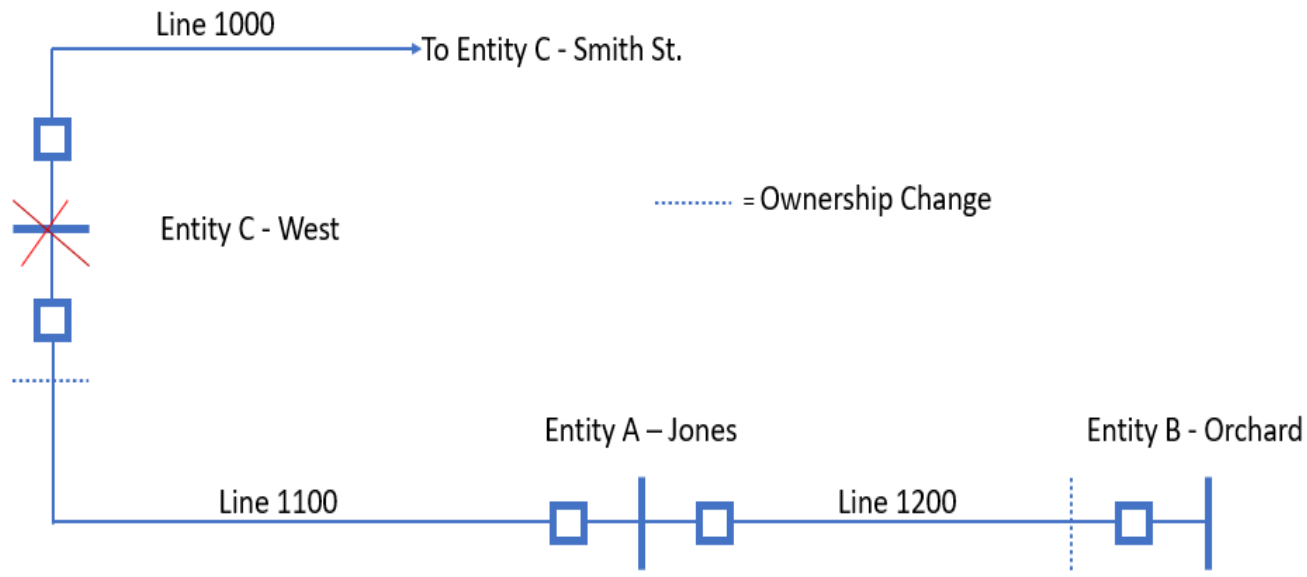 Line 1000
To Entity C - Smith St.
= Ownership Change
Entity C - West
Entity A – Jones
Entity B - Orchard
Line 1100
Line 1200